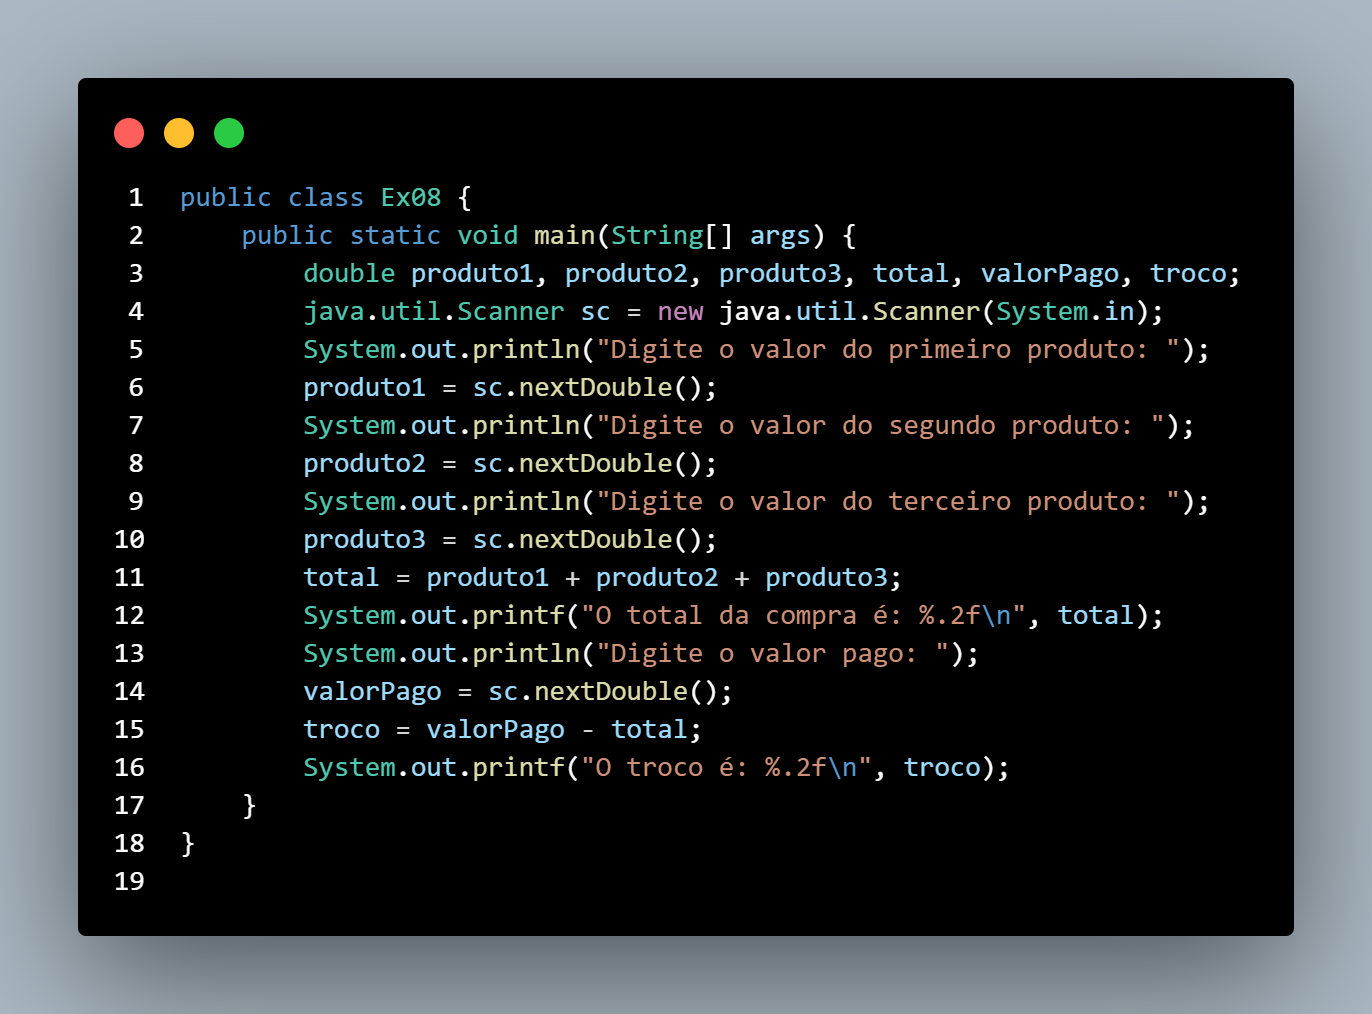 1 public class Ex08 {
2     public static void main(String[] args) {
3         double produto1, produto2, produto3, total, valorPago, troco;
4         java.util.Scanner sc = new java.util.Scanner(System.in);
5         System.out.println("Digite o valor do primeiro produto: ");
6         produto1 = sc.nextDouble();
7         System.out.println("Digite o valor do segundo produto: ");
8         produto2 = sc.nextDouble();
9         System.out.println("Digite o valor do terceiro produto: ");
10         produto3 = sc.nextDouble();
11         total = produto1 + produto2 + produto3;
12         System.out.printf("O total da compra é: %.2f\n", total);
13         System.out.println("Digite o valor pago: ");
14         valorPago = sc.nextDouble();
15         troco = valorPago - total;
16         System.out.printf("O troco é: %.2f\n", troco);
17     }
18 }
19